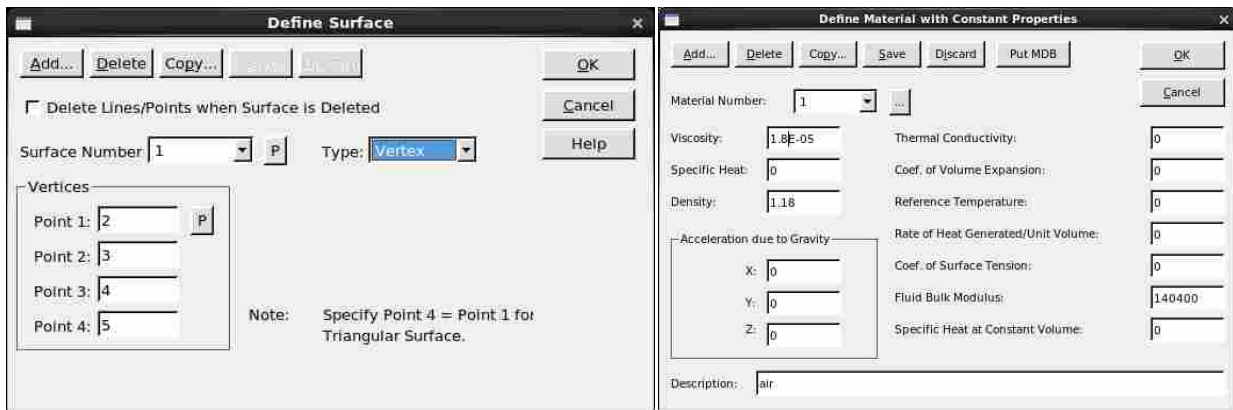 Define Surface
Add... Delete Copy...
OK
Delete Lines/Points when Surface is Deleted
Cancel
Surface Number 1 P Type: Vertex
Help
Vertices
Point 1: 2 P
Point 2: 3
Point 3: 4
Point 4: 5
Note: Specify Point 4 = Point 1 for
Triangular Surface.
Define Material with Constant Properties
Add... Delete Copy... Save Discard Put MDB
OK
Cancel
Material Number: 1 ...
Viscosity: 1.8E-05
Specific Heat: 0
Density: 1.18
Acceleration due to Gravity
X: 0
Y: 0
Z: 0
Thermal Conductivity: 0
Coef. of Volume Expansion: 0
Reference Temperature: 0
Rate of Heat Generated/Unit Volume: 0
Coef. of Surface Tension: 0
Fluid Bulk Modulus: 140400
Specific Heat at Constant Volume: 0
Description: air